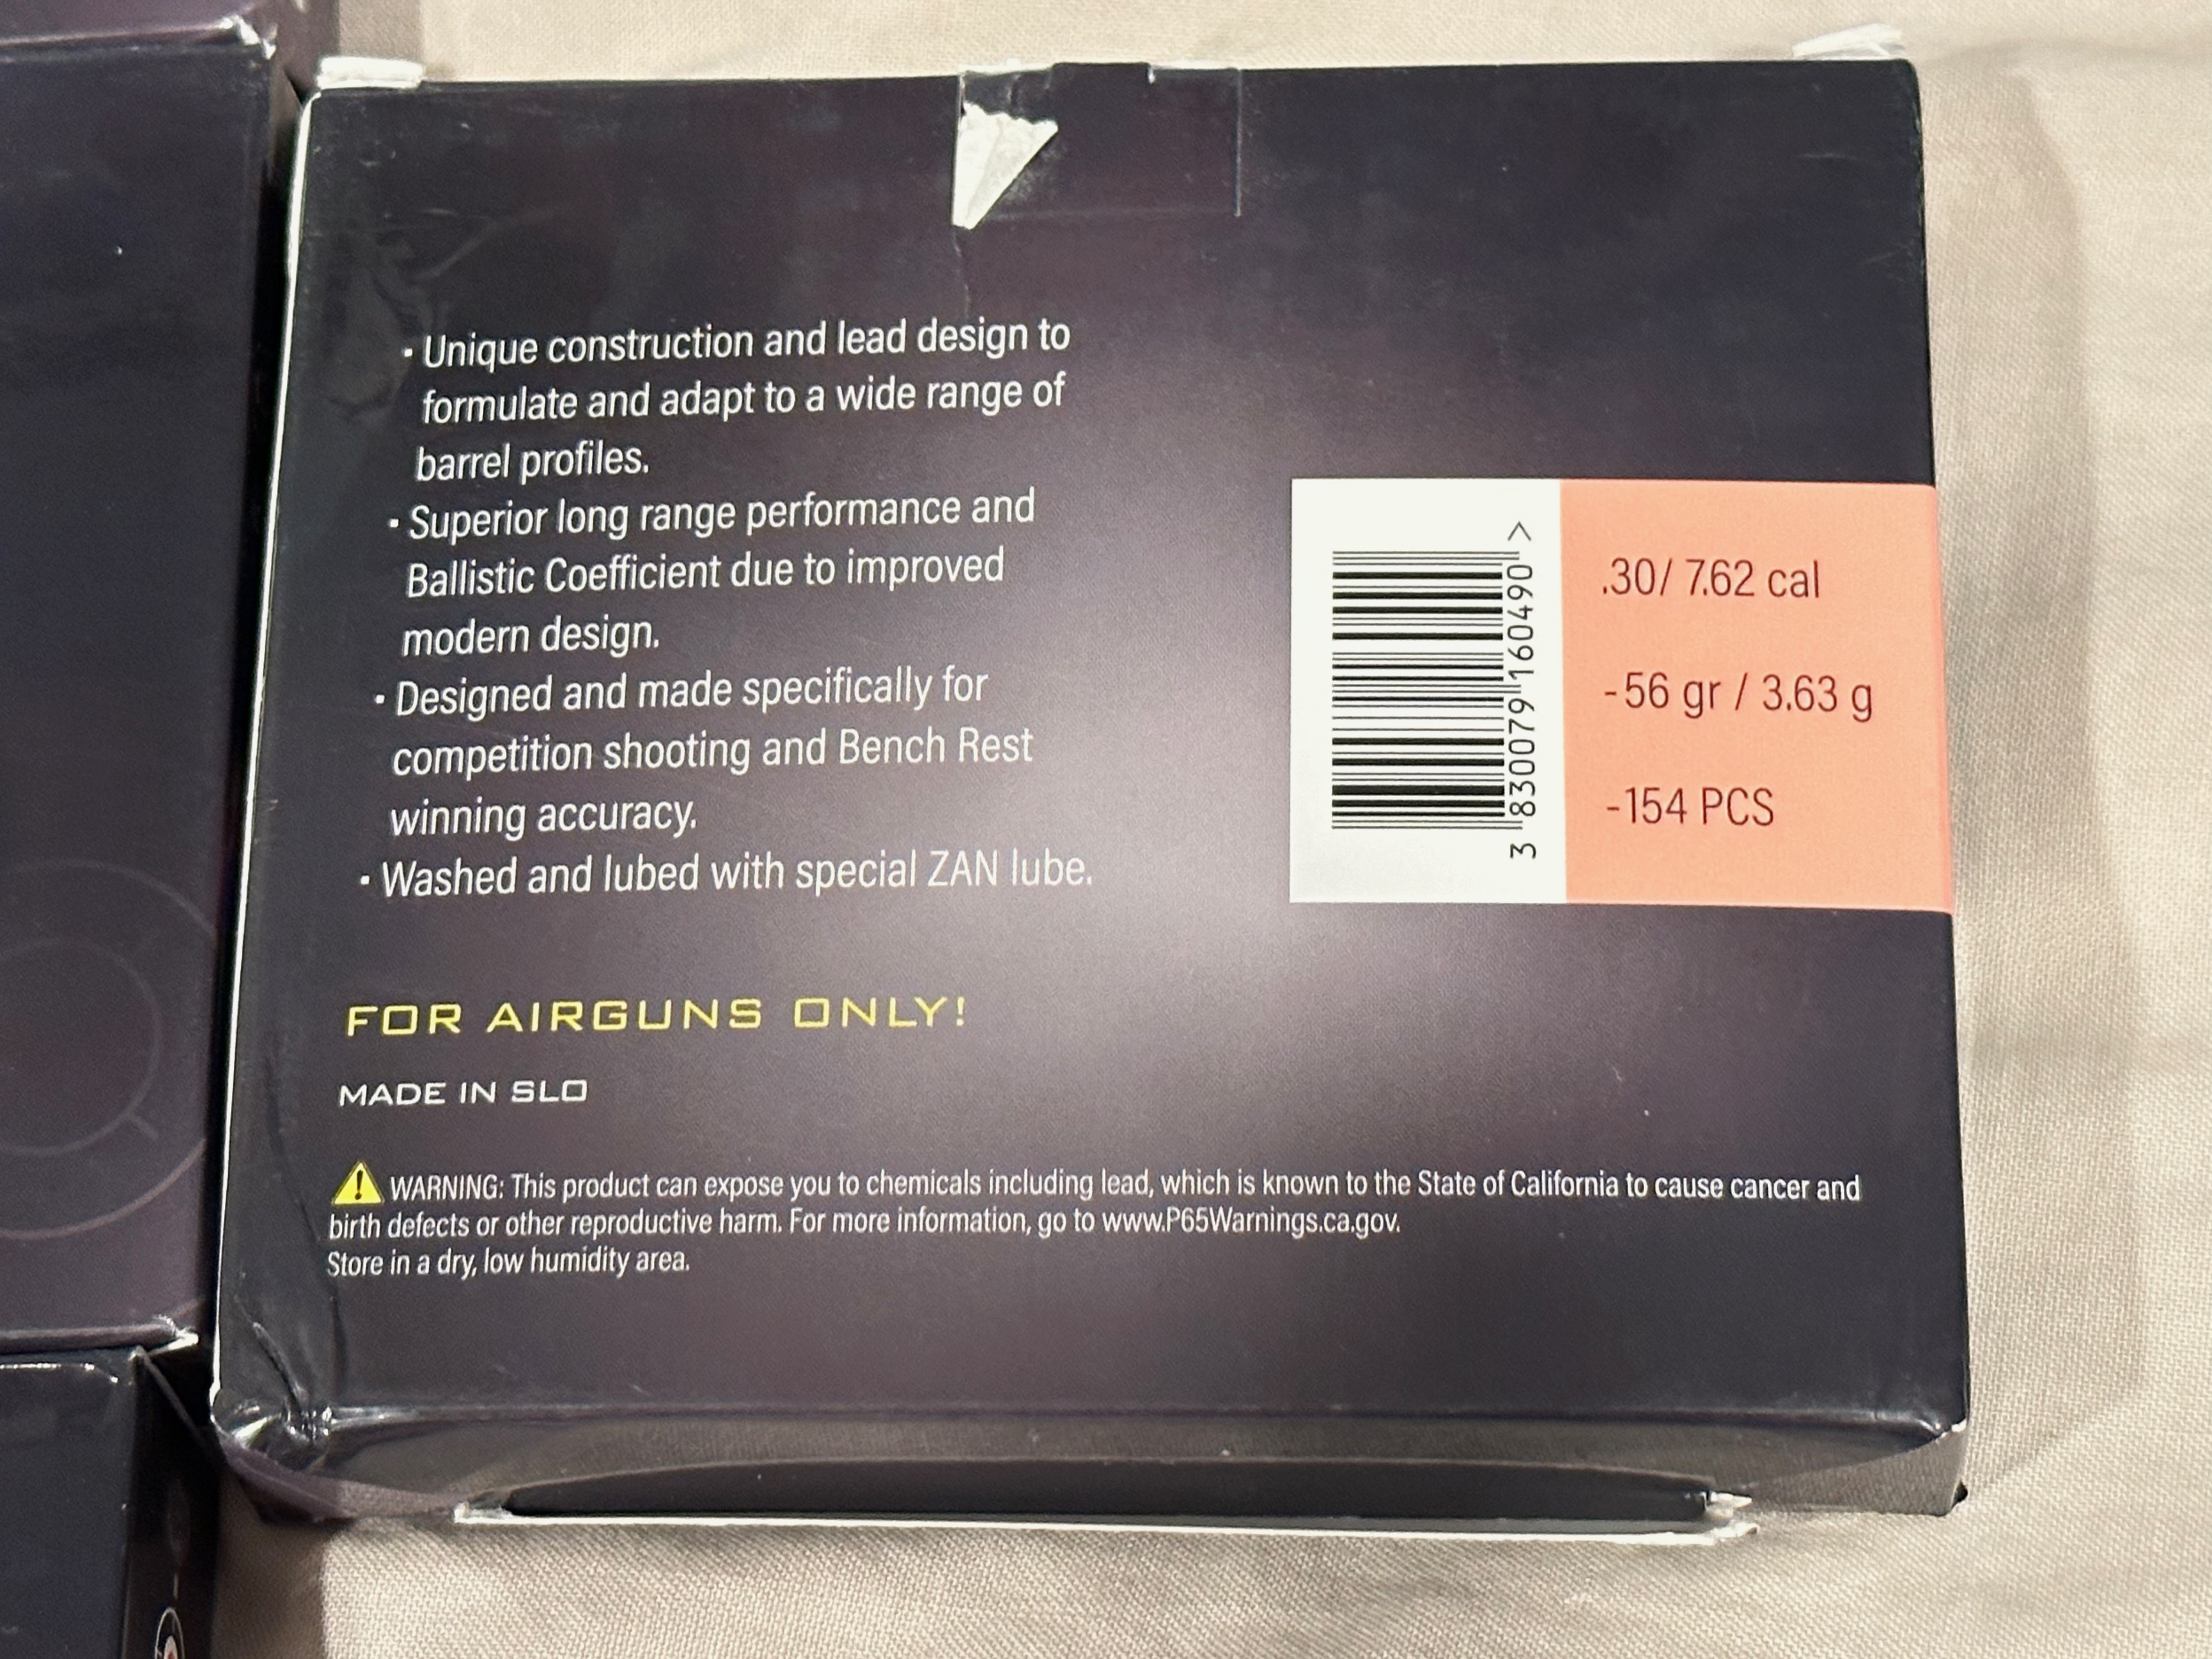 · Unique construction and lead design to
formulate and adapt to a wide range of
barrel profiles.
· Superior long range performance and
Ballistic Coefficient due to improved
modern design.
· Designed and made specifically for
competition shooting and Bench Rest
winning accuracy.
· Washed and lubed with special ZAN lube.
FOR AIRGUNS ONLY!
MADE IN SLO
WARNING: This product can expose you to chemicals including lead, which is known to the State of California to cause cancer and
birth defects or other reproductive harm. For more information, go to www.P65Warnings.ca.gov.
Store in a dry, low humidity area.
3 830079 160490 >
.30/ 7.62 cal
-56 gr / 3.63 g
-154 PCS